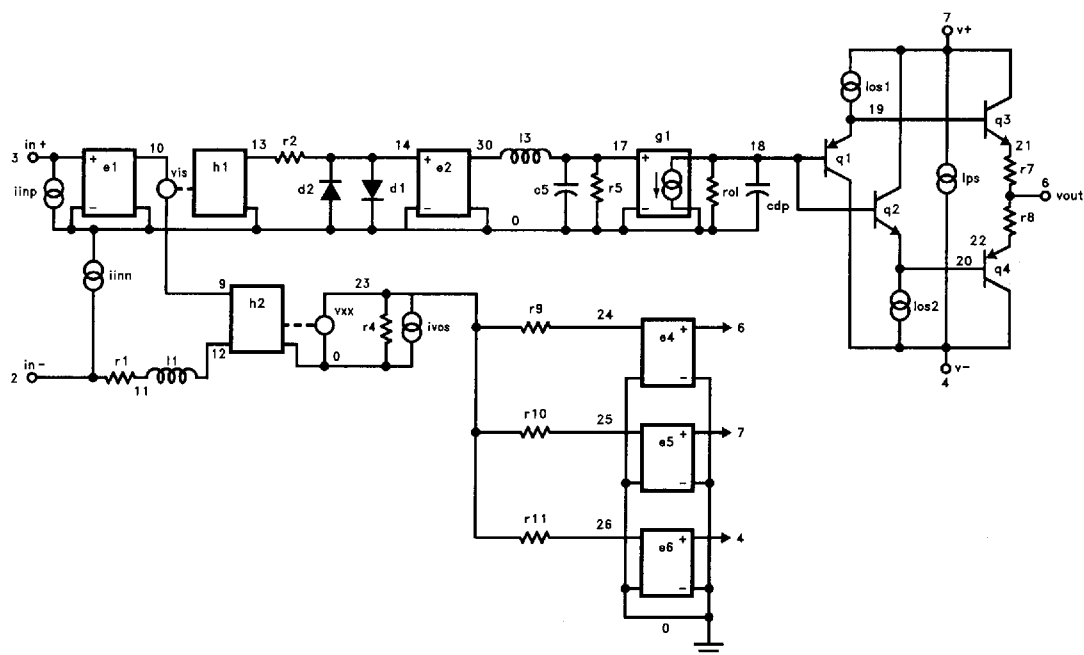 7
v+
Ios1
19
q3
in+
3
iinp
e1
10
vis
h1
13
r2
d2
d1
14
e2
30
l3
c5
r5
17
g1
rol
18
cdp
q1
q2
Ips
21
r7
6
vout
r8
22
20
q4
Ios2
0
iinn
9
h2
12
vxx
23
r4
ivos
0
v-
4
in-
2
r1
11
l1
r9
24
e4
6
r10
25
e5
7
r11
26
e6
4
0
+
-
+
-
+
-
+
-
+
-
+
-